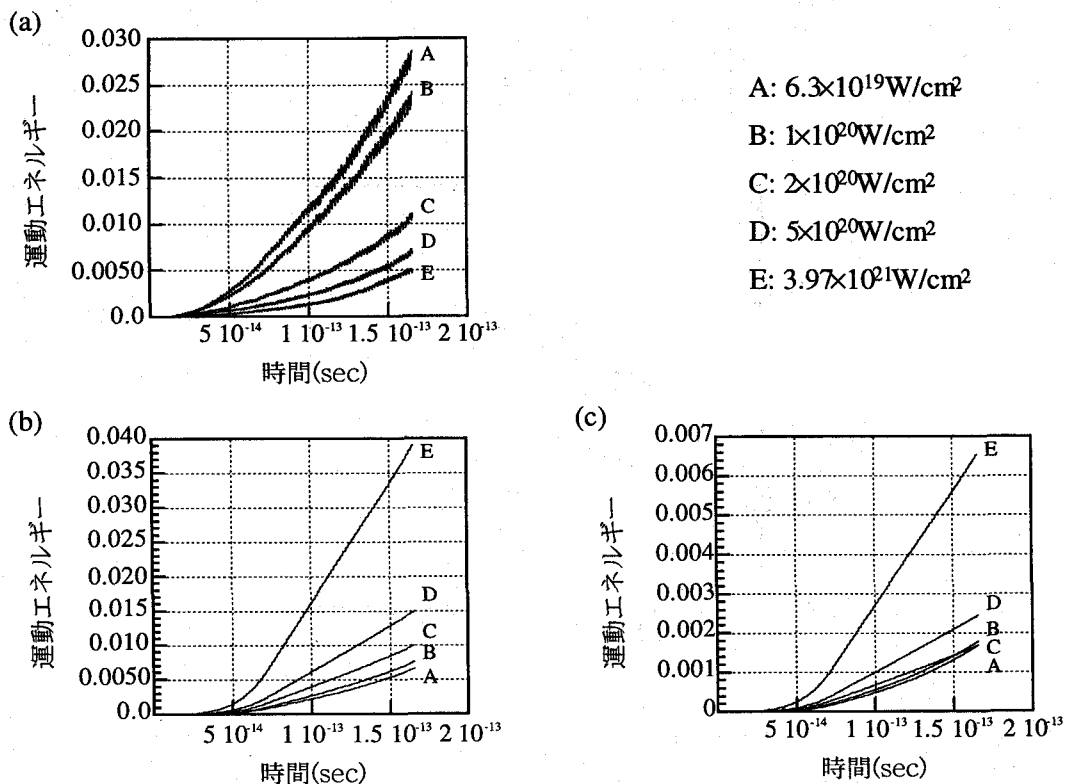 (a)
運動エネルギー
0.030
0.025
0.020
0.015
0.010
0.0050
0.0
A
B
C
D
E
5 10⁻¹⁴ 1 10⁻¹³ 1.5 10⁻¹³ 2 10⁻¹³
時間(sec)
A: 6.3×10¹⁹W/cm²
B: 1×10²⁰W/cm²
C: 2×10²⁰W/cm²
D: 5×10²⁰W/cm²
E: 3.97×10²¹W/cm²
(b)
運動エネルギー
0.040
0.035
0.030
0.025
0.020
0.015
0.010
0.0050
0.0
E
D
C
B
A
5 10⁻¹⁴ 1 10⁻¹³ 1.5 10⁻¹³ 2 10⁻¹³
時間(sec)
(c)
運動エネルギー
0.007
0.006
0.005
0.004
0.003
0.002
0.001
0
E
D
B
C
A
5 10⁻¹⁴ 1 10⁻¹³ 1.5 10⁻¹³ 2 10⁻¹³
時間(sec)